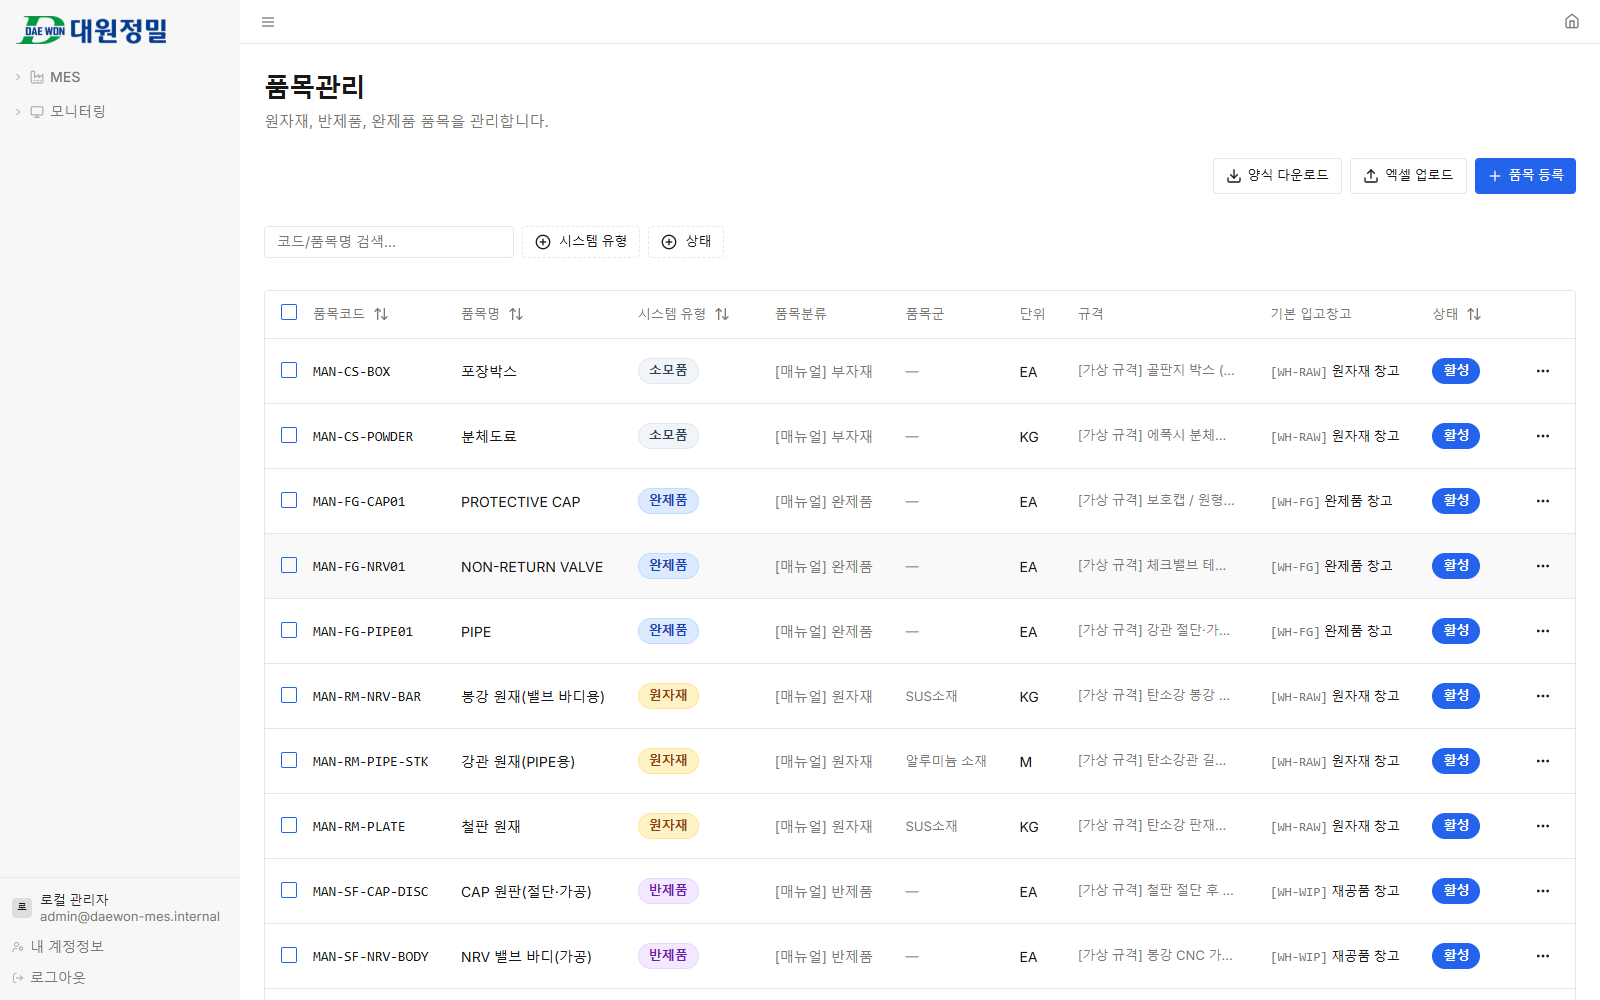 DAE WON 대원정밀
MES
모니터링
품목관리
원자재, 반제품, 완제품 품목을 관리합니다.
양식 다운로드 엑셀 업로드 품목 등록
코드/품목명 검색... 시스템 유형 상태
품목코드 품목명 시스템 유형 품목분류 품목군 단위 규격 기본 입고창고 상태
MAN-CS-BOX 포장박스 소모품 [매뉴얼] 부자재 — EA [가상 규격] 골판지 박스 (... [WH-RAW] 원자재 창고 활성 ...
MAN-CS-POWDER 분체도료 소모품 [매뉴얼] 부자재 — KG [가상 규격] 에폭시 분체... [WH-RAW] 원자재 창고 활성 ...
MAN-FG-CAP01 PROTECTIVE CAP 완제품 [매뉴얼] 완제품 — EA [가상 규격] 보호캡 / 원형... [WH-FG] 완제품 창고 활성 ...
MAN-FG-NRV01 NON-RETURN VALVE 완제품 [매뉴얼] 완제품 — EA [가상 규격] 체크밸브 테... [WH-FG] 완제품 창고 활성 ...
MAN-FG-PIPE01 PIPE 완제품 [매뉴얼] 완제품 — EA [가상 규격] 강관 절단·가... [WH-FG] 완제품 창고 활성 ...
MAN-RM-NRV-BAR 봉강 원재(밸브 바디용) 원자재 [매뉴얼] 원자재 SUS소재 KG [가상 규격] 탄소강 봉강 ... [WH-RAW] 원자재 창고 활성 ...
MAN-RM-PIPE-STK 강관 원재(PIPE용) 원자재 [매뉴얼] 원자재 알루미늄 소재 M [가상 규격] 탄소강관 길... [WH-RAW] 원자재 창고 활성 ...
MAN-RM-PLATE 철판 원재 원자재 [매뉴얼] 원자재 SUS소재 KG [가상 규격] 탄소강 판재... [WH-RAW] 원자재 창고 활성 ...
MAN-SF-CAP-DISC CAP 원판(절단·가공) 반제품 [매뉴얼] 반제품 — EA [가상 규격] 철판 절단 후 ... [WH-WIP] 재공품 창고 활성 ...
MAN-SF-NRV-BODY NRV 밸브 바디(가공) 반제품 [매뉴얼] 반제품 — EA [가상 규격] 봉강 CNC 가... [WH-WIP] 재공품 창고 활성 ...
로 로컬 관리자
admin@daewon-mes.internal
내 계정정보
로그아웃